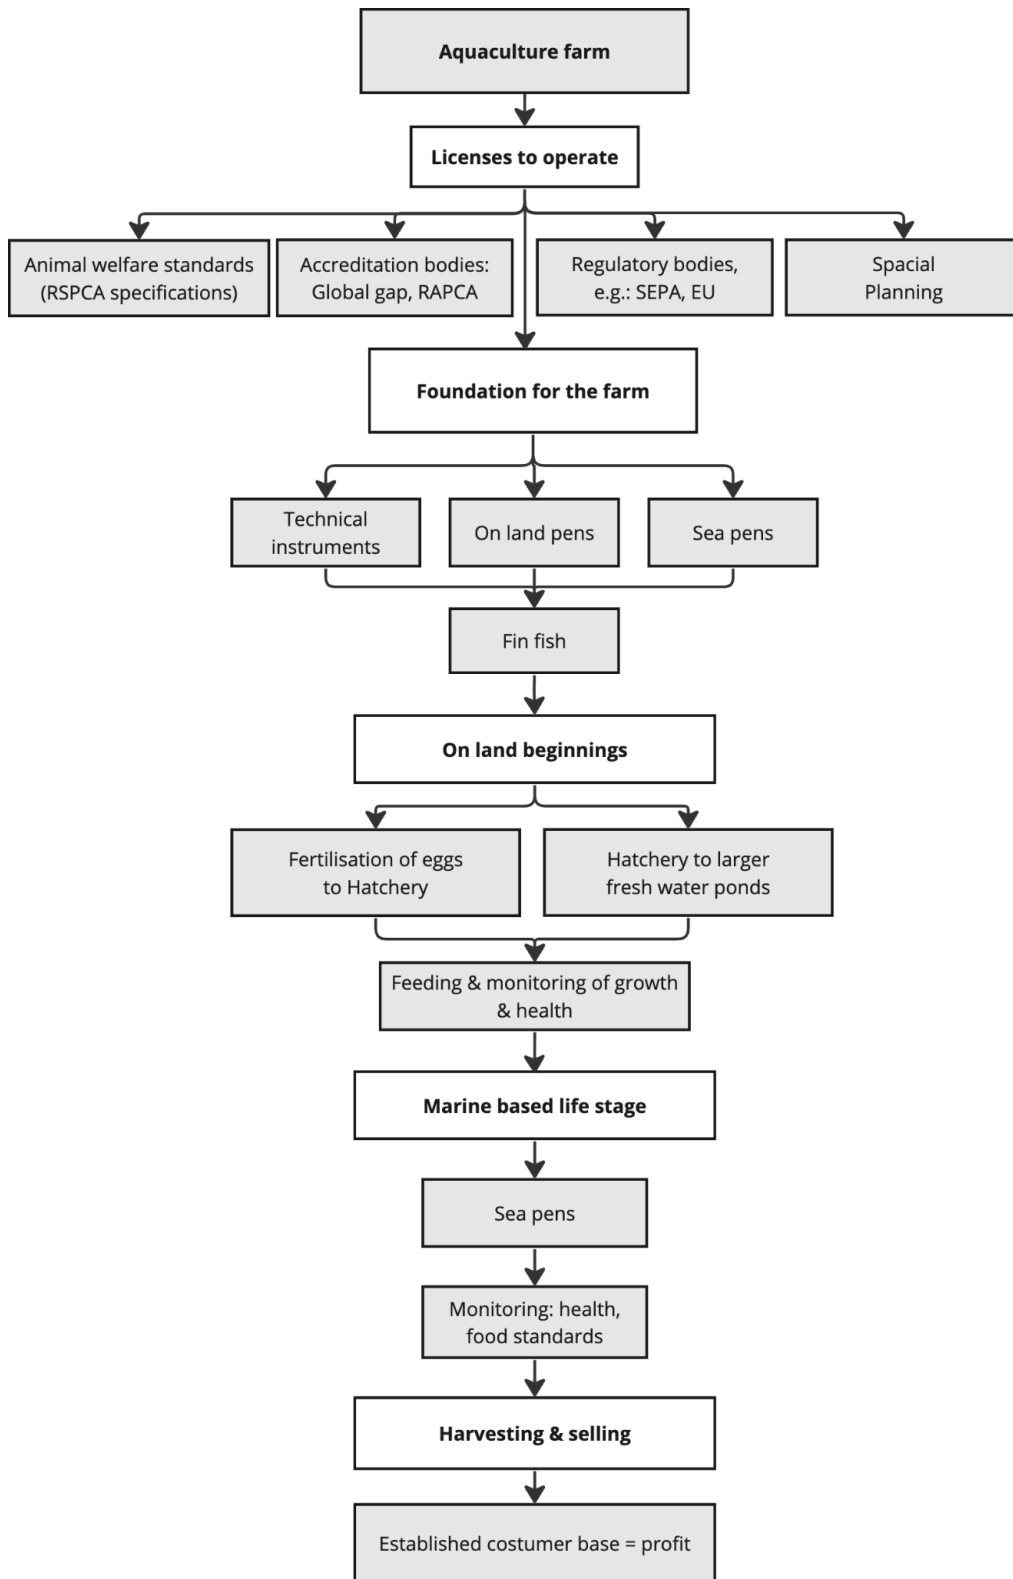 Aquaculture farm
Licenses to operate
Animal welfare standards
(RSPCA specifications)
Accreditation bodies:
Global gap, RAPCA
Regulatory bodies,
e.g.: SEPA, EU
Spacial
Planning
Foundation for the farm
Technical
instruments
On land pens
Sea pens
Fin fish
On land beginnings
Fertilisation of eggs
to Hatchery
Hatchery to larger
fresh water ponds
Feeding & monitoring of growth
& health
Marine based life stage
Sea pens
Monitoring: health,
food standards
Harvesting & selling
Established costumer base = profit